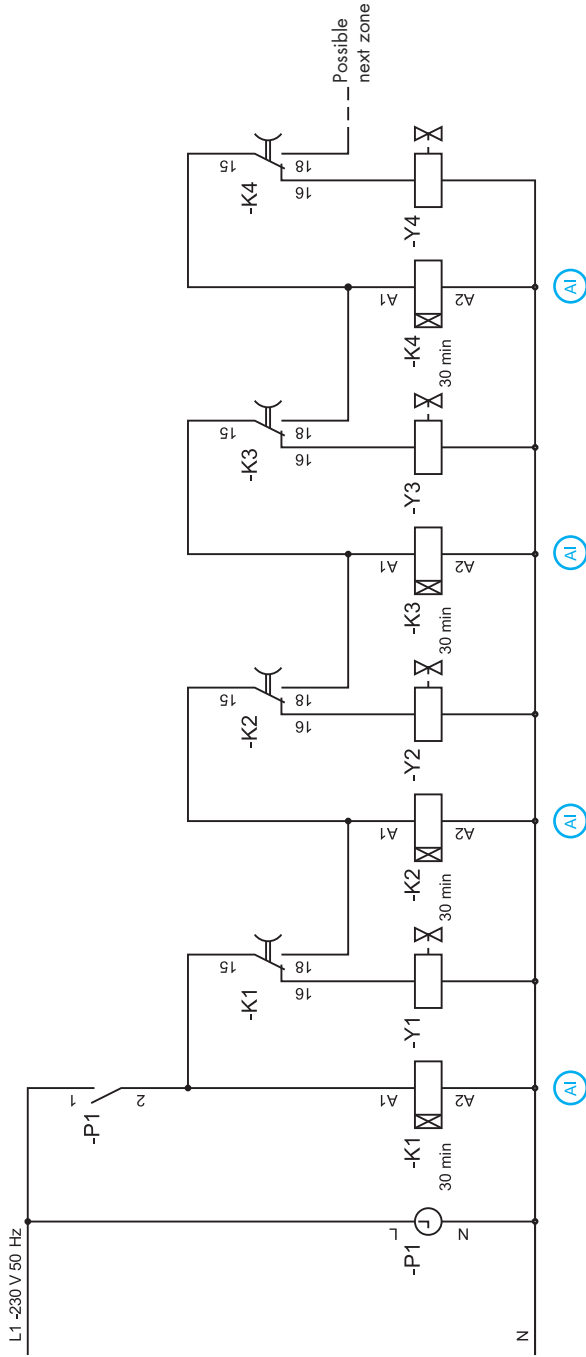 L1 -230 V 50 Hz
N
-P1
L
N
-P1
1
2
-K1
30 min
A1
A2
AI
-K1
15
16
18
-Y1
-K2
30 min
A1
A2
AI
-K2
15
16
18
-Y2
-K3
30 min
A1
A2
AI
-K3
15
16
18
-Y3
-K4
30 min
A1
A2
AI
-K4
15
16
18
-Y4
Possible
next zone